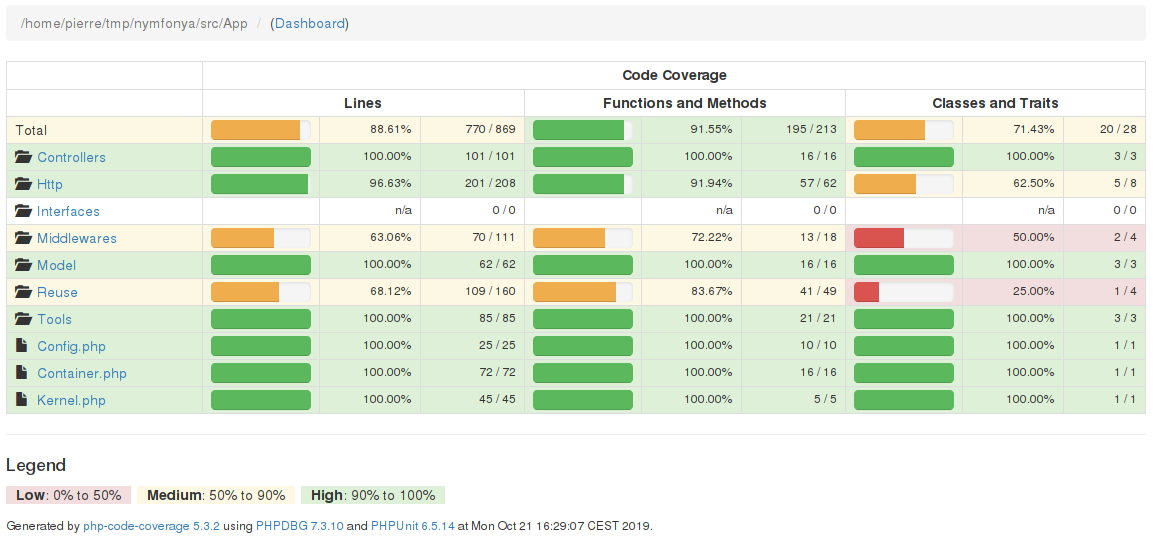 /home/pierre/tmp/nymfonya/src/App / (Dashboard)
Code Coverage
Lines Functions and Methods Classes and Traits
Total 88.61% 770 / 869 91.55% 195 / 213 71.43% 20 / 28
Controllers 100.00% 101 / 101 100.00% 16 / 16 100.00% 3 / 3
Http 96.63% 201 / 208 91.94% 57 / 62 62.50% 5 / 8
Interfaces n/a 0 / 0 n/a 0 / 0 n/a 0 / 0
Middlewares 63.06% 70 / 111 72.22% 13 / 18 50.00% 2 / 4
Model 100.00% 62 / 62 100.00% 16 / 16 100.00% 3 / 3
Reuse 68.12% 109 / 160 83.67% 41 / 49 25.00% 1 / 4
Tools 100.00% 85 / 85 100.00% 21 / 21 100.00% 3 / 3
Config.php 100.00% 25 / 25 100.00% 10 / 10 100.00% 1 / 1
Container.php 100.00% 72 / 72 100.00% 16 / 16 100.00% 1 / 1
Kernel.php 100.00% 45 / 45 100.00% 5 / 5 100.00% 1 / 1
Legend
Low: 0% to 50% Medium: 50% to 90% High: 90% to 100%
Generated by php-code-coverage 5.3.2 using PHPDBG 7.3.10 and PHPUnit 6.5.14 at Mon Oct 21 16:29:07 CEST 2019.